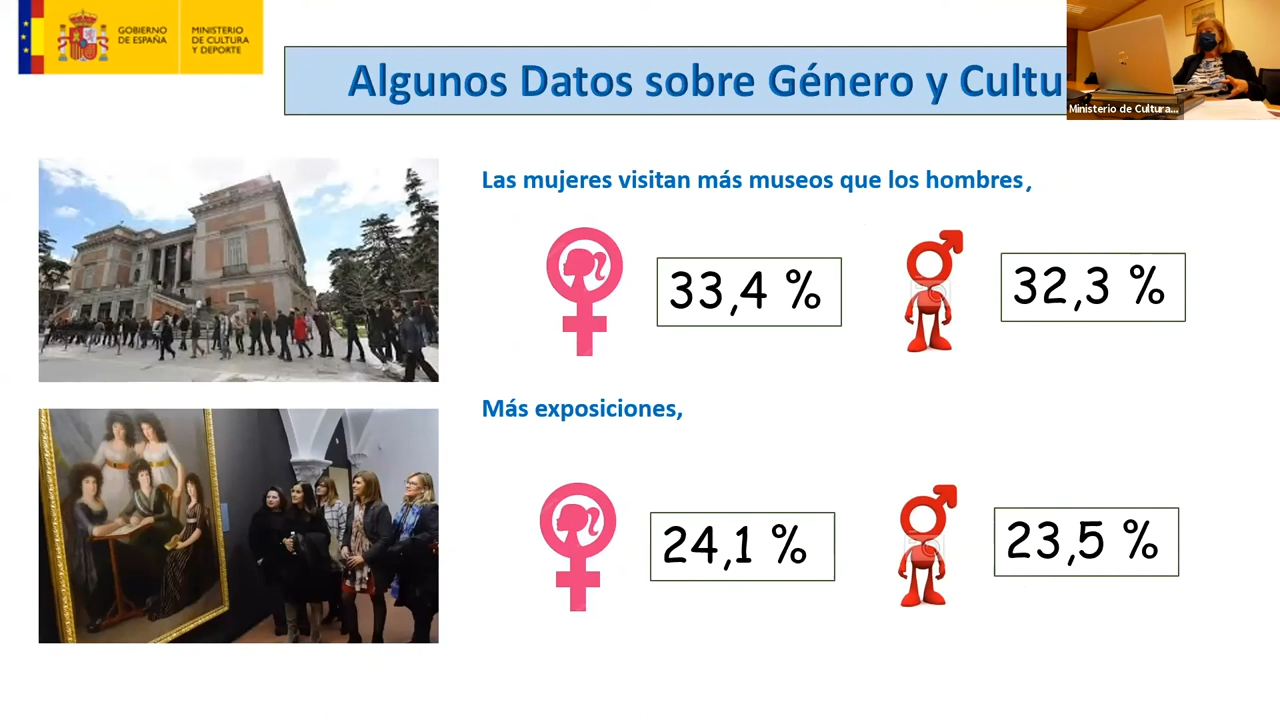 GOBIERNO
DE ESPAÑA
MINISTERIO
DE CULTURA
Y DEPORTE
Algunos Datos sobre Género y Cultu
Ministerio de Cultura...
Las mujeres visitan más museos que los hombres,
33,4 %
32,3 %
Más exposiciones,
24,1 %
23,5 %